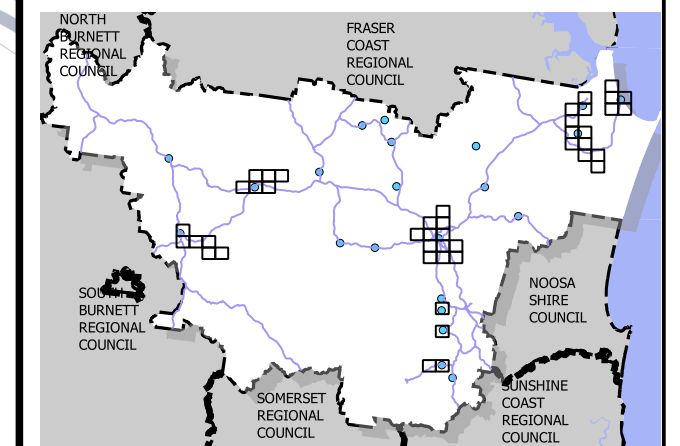 NORTH
BURNETT
REGIONAL
COUNCIL
FRASER
COAST
REGIONAL
COUNCIL
NOOSA
SHIRE
COUNCIL
SOUTH
BURNETT
REGIONAL
COUNCIL
SOMERSET
REGIONAL
COUNCIL
SUNSHINE
COAST
REGIONAL
COUNCIL